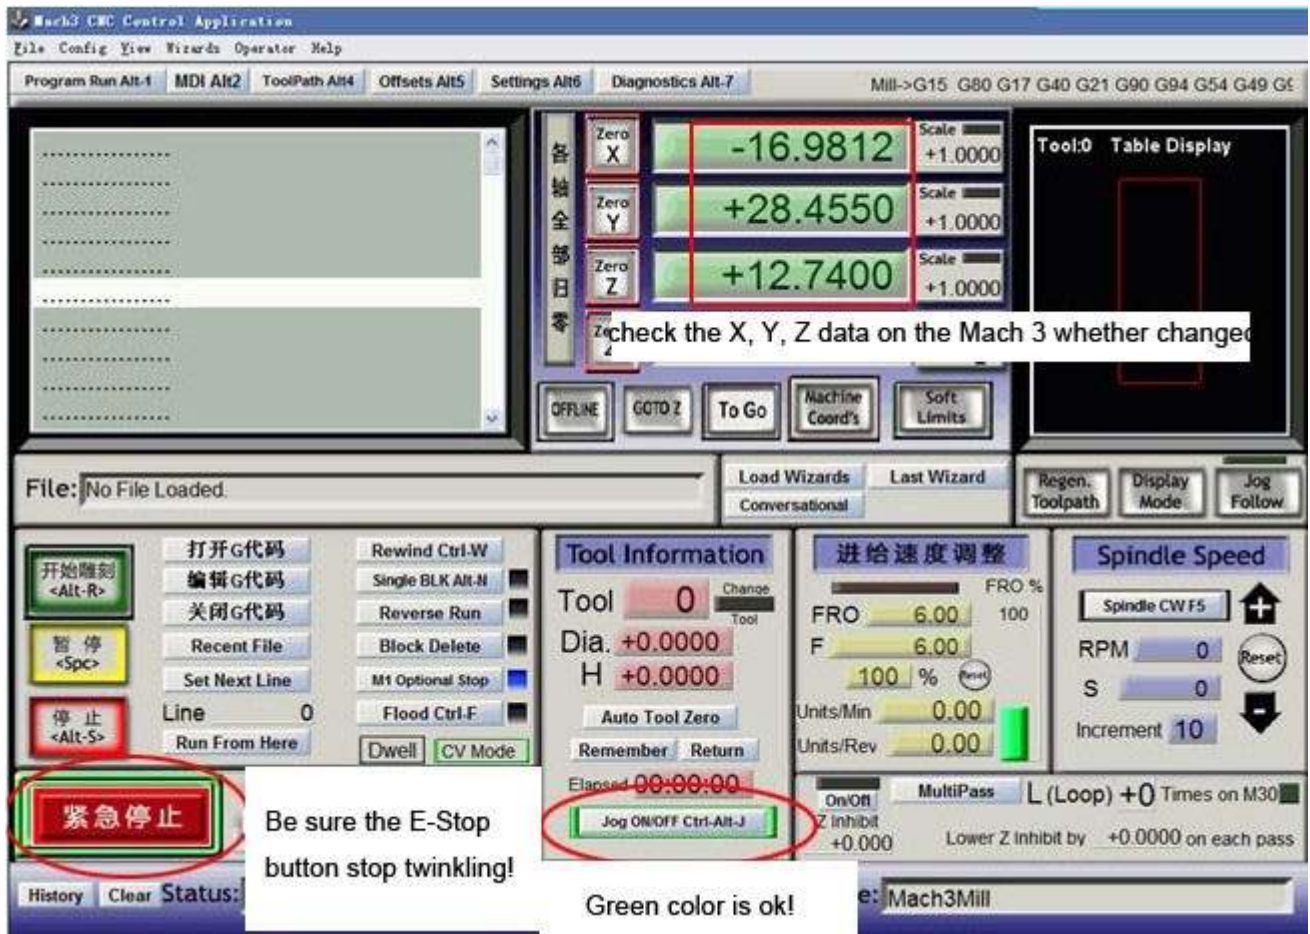 Mach3 CNC Control Application
File Config View Wizards Operator Help
Program Run Alt-1 MDI Alt2 ToolPath Alt4 Offsets Alt5 Settings Alt6 Diagnostics Alt-7 Mill->G15 G80 G17 G40 G21 G90 G94 G54 G49 G9
各轴全部归零
Zero X -16.9812 Scale +1.0000
Zero Y +28.4550 Scale +1.0000
Zero Z +12.7400 Scale +1.0000
check the X, Y, Z data on the Mach 3 whether changed
OFFLINE GOTO Z To Go Machine Coord's Soft Limits
Tool:0 Table Display
File: No File Loaded.
Load Wizards Last Wizard
Conversational
Regen. Toolpath Display Mode Jog Follow
开始雕刻
<Alt-R>
暂 停
<Spc>
停 止
<Alt-S>
打开G代码
编辑G代码
关闭G代码
Recent File
Set Next Line
Line 0
Run From Here
Rewind Ctrl-W
Single BLK Alt-N
Reverse Run
Block Delete
M1 Optional Stop
Flood Ctrl-F
Dwell CV Mode
Tool Information
Tool 0 Change Tool
Dia. +0.0000
H +0.0000
Auto Tool Zero
Remember Return
Elapsed 00:00:00
Jog ON/OFF Ctrl-Alt-J
进给速度调整
FRO %
FRO 6.00 100
F 6.00
100 % Reset
Units/Min 0.00
Units/Rev 0.00
Spindle Speed
Spindle CW F5
RPM 0 Reset
S 0
Increment 10
On/Off MultiPass L (Loop) +0 Times on M30
Z Inhibit
+0.000 Lower Z Inhibit by +0.0000 on each pass
紧急停止
Be sure the E-Stop
button stop twinkling!
Green color is ok!
History Clear Status:
e: Mach3Mill